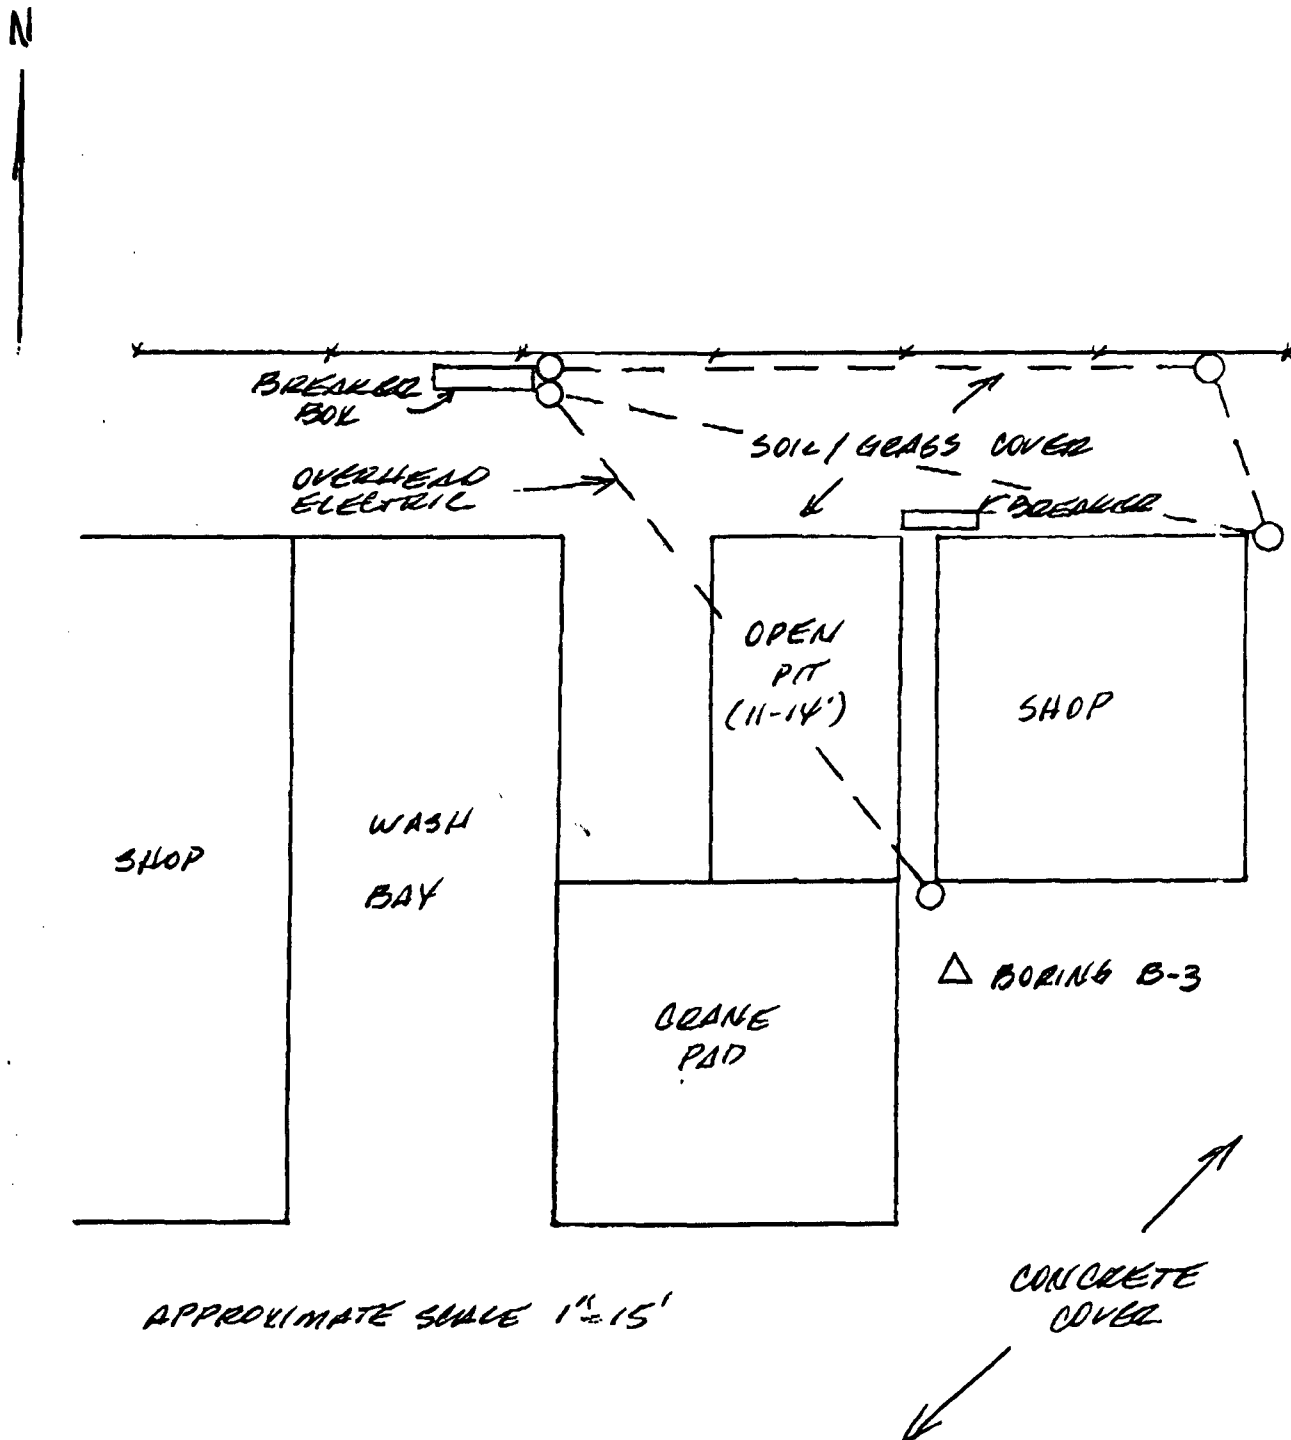 N
BREAKER
BOX
SOIL / GRASS COVER
OVERHEAD
ELECTRIC
BREAKER
OPEN
PIT
(11-14')
SHOP
WASH
BAY
SHOP
BORING B-3
CRANE
PAD
CONCRETE
COVER
APPROXIMATE SCALE 1"=15'